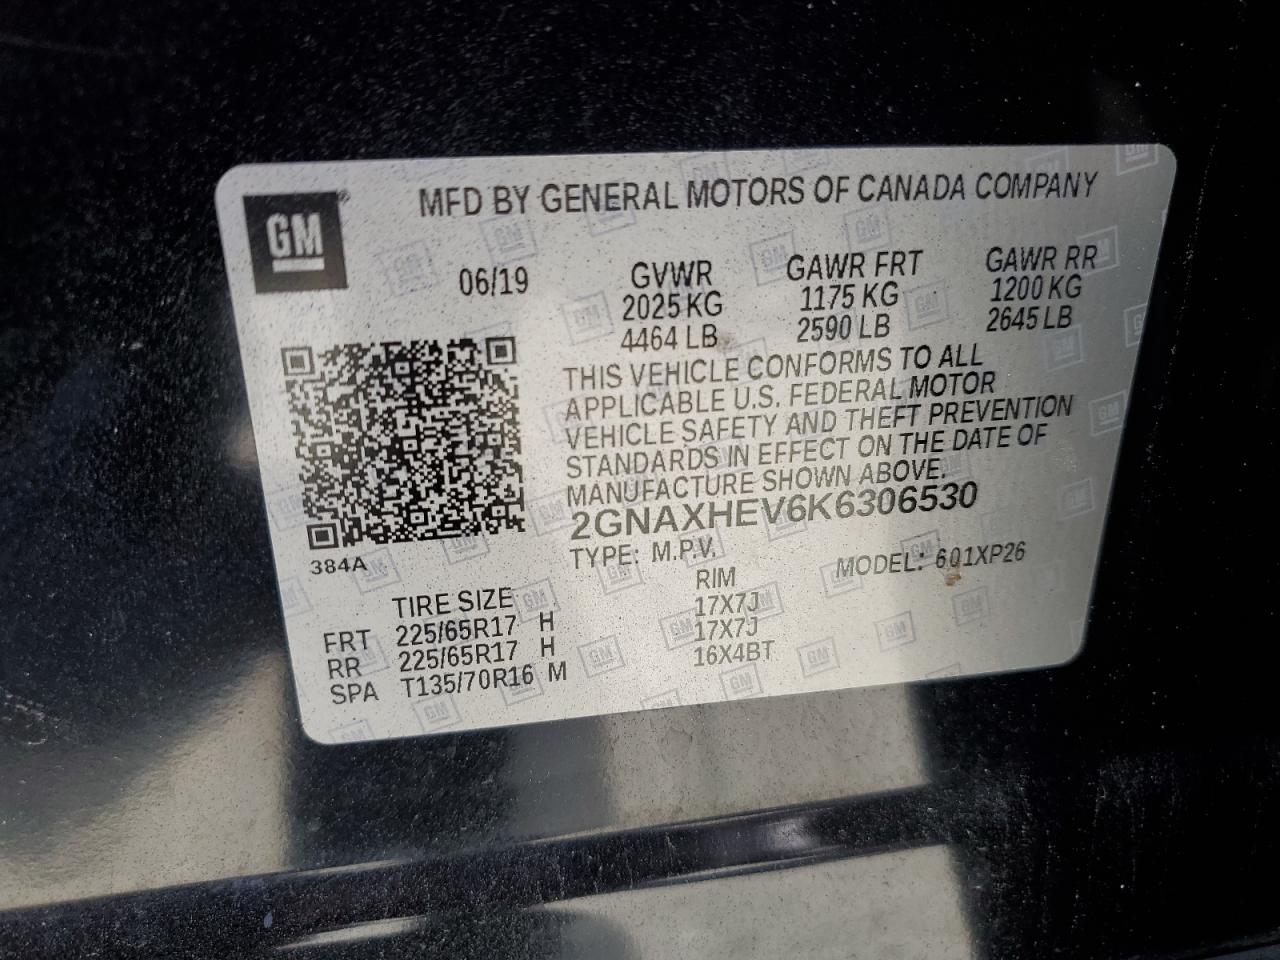 GM®
MFD BY GENERAL MOTORS OF CANADA COMPANY
06/19
GVWR GAWR FRT GAWR RR
2025 KG 1175 KG 1200 KG
4464 LB 2590 LB 2645 LB
THIS VEHICLE CONFORMS TO ALL
APPLICABLE U.S. FEDERAL MOTOR
VEHICLE SAFETY AND THEFT PREVENTION
STANDARDS IN EFFECT ON THE DATE OF
MANUFACTURE SHOWN ABOVE.
2GNAXHEV6K6306530
TYPE: M.P.V. MODEL: 601XP26
384A
TIRE SIZE RIM
FRT 225/65R17 H 17X7J
RR 225/65R17 H 17X7J
SPA T135/70R16 M 16X4BT